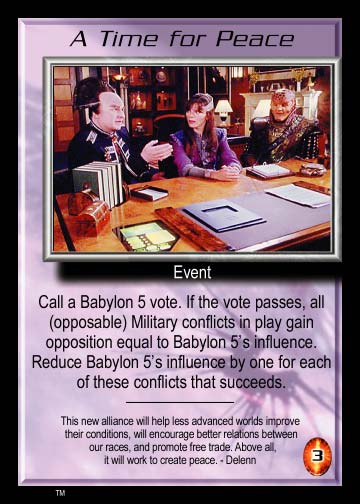 A Time for Peace
Event
Call a Babylon 5 vote. If the vote passes, all
(opposable) Military conflicts in play gain
opposition equal to Babylon 5's influence.
Reduce Babylon 5's influence by one for each
of these conflicts that succeeds.
This new alliance will help less advanced worlds improve
their conditions, will encourage better relations between
our races, and promote free trade. Above all,
it will work to create peace. - Delenn
3
TM